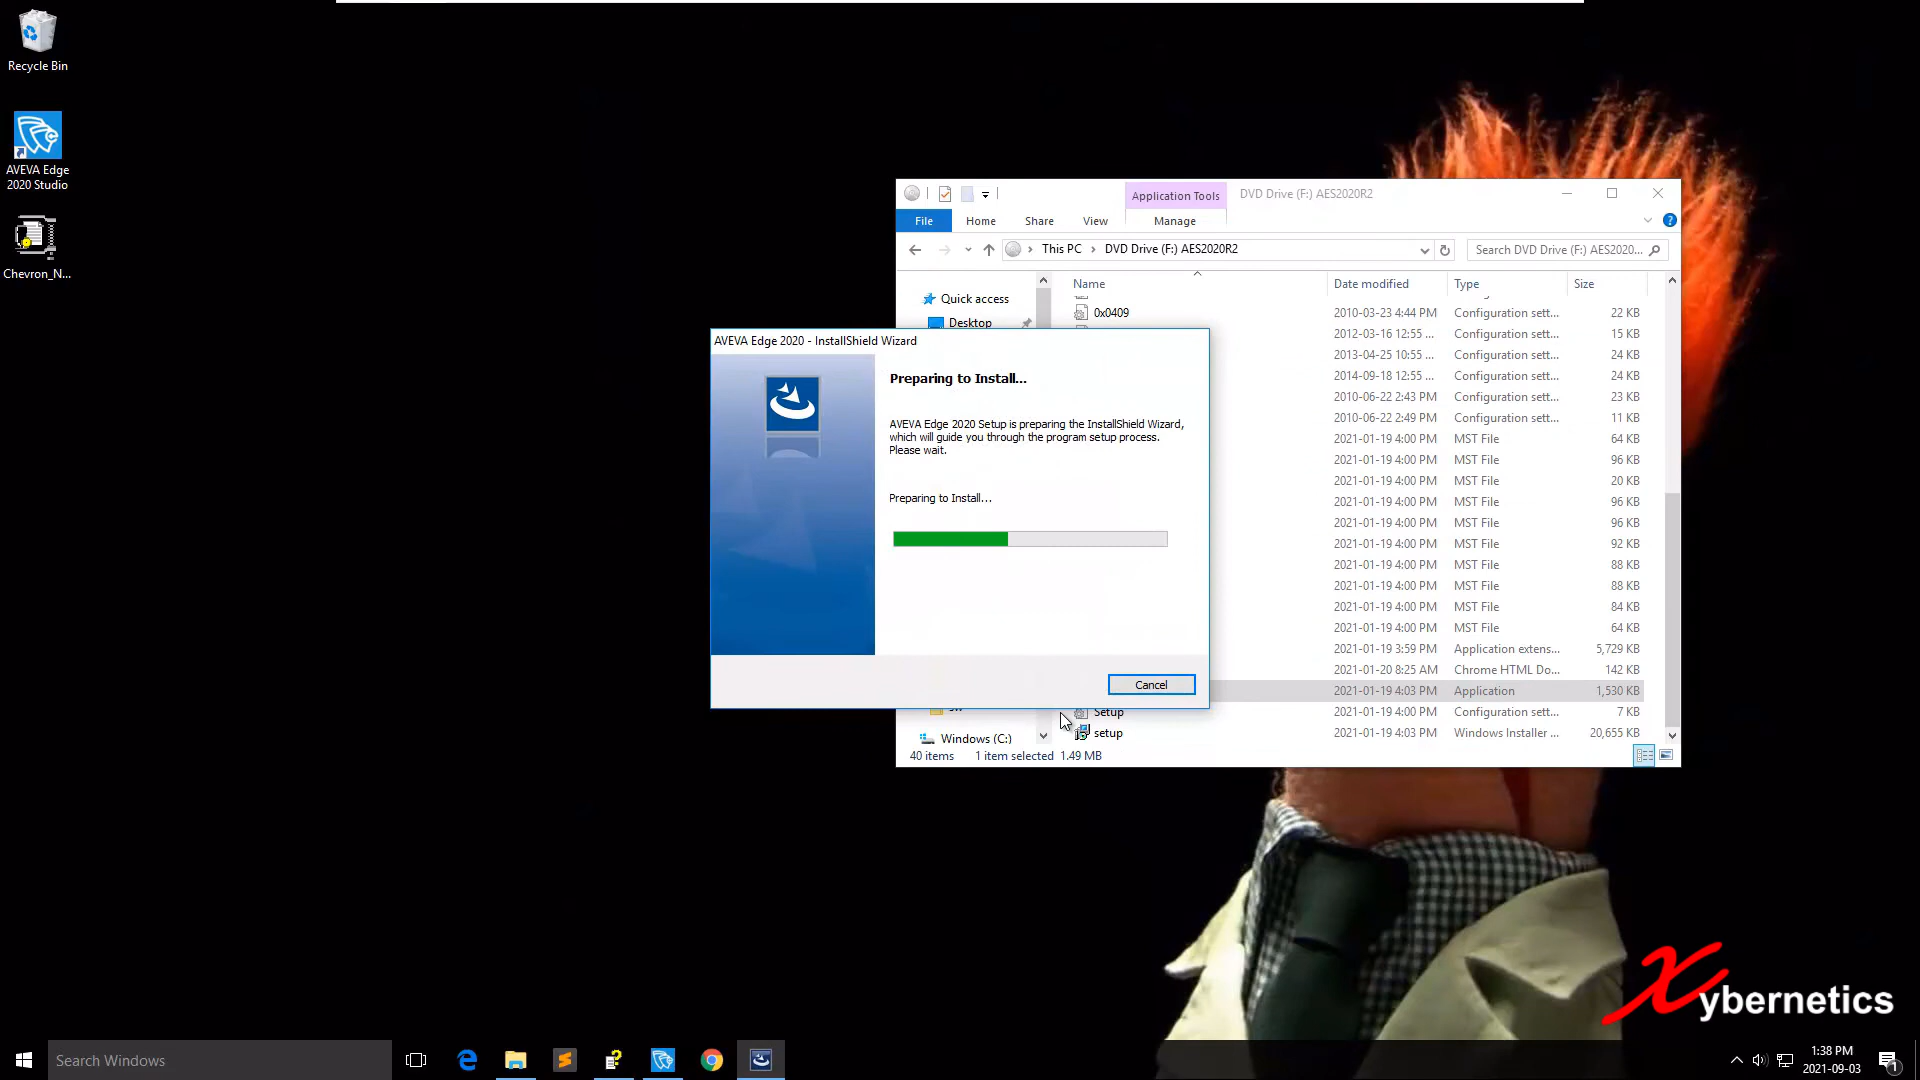 Recycle Bin
AVEVA Edge
2020 Studio
Chevron_N...
Application Tools
DVD Drive (F:) AES2020R2
File
Home
Share
View
Manage
This PC
DVD Drive (F:) AES2020R2
Search DVD Drive (F:) AES2020...
Quick access
Desktop
Windows (C:)
Name
Date modified
Type
Size
0x0409
2010-03-23 4:44 PM Configuration sett... 22 KB
2012-03-16 12:55 ... Configuration sett... 15 KB
2013-04-25 10:55 ... Configuration sett... 24 KB
2014-09-18 12:55 ... Configuration sett... 24 KB
2010-06-22 2:43 PM Configuration sett... 23 KB
2010-06-22 2:49 PM Configuration sett... 11 KB
2021-01-19 4:00 PM MST File 64 KB
2021-01-19 4:00 PM MST File 96 KB
2021-01-19 4:00 PM MST File 20 KB
2021-01-19 4:00 PM MST File 96 KB
2021-01-19 4:00 PM MST File 96 KB
2021-01-19 4:00 PM MST File 92 KB
2021-01-19 4:00 PM MST File 88 KB
2021-01-19 4:00 PM MST File 88 KB
2021-01-19 4:00 PM MST File 84 KB
2021-01-19 4:00 PM MST File 64 KB
2021-01-19 3:59 PM Application extens... 5,729 KB
2021-01-20 8:25 AM Chrome HTML Do... 142 KB
2021-01-19 4:03 PM Application 1,530 KB
Setup 2021-01-19 4:00 PM Configuration sett... 7 KB
setup 2021-01-19 4:03 PM Windows Installer ... 20,655 KB
40 items 1 item selected 1.49 MB
AVEVA Edge 2020 - InstallShield Wizard
Preparing to Install...
AVEVA Edge 2020 Setup is preparing the InstallShield Wizard,
which will guide you through the program setup process.
Please wait.
Preparing to Install...
Cancel
Xybernetics
Search Windows
1:38 PM
2021-09-03
1